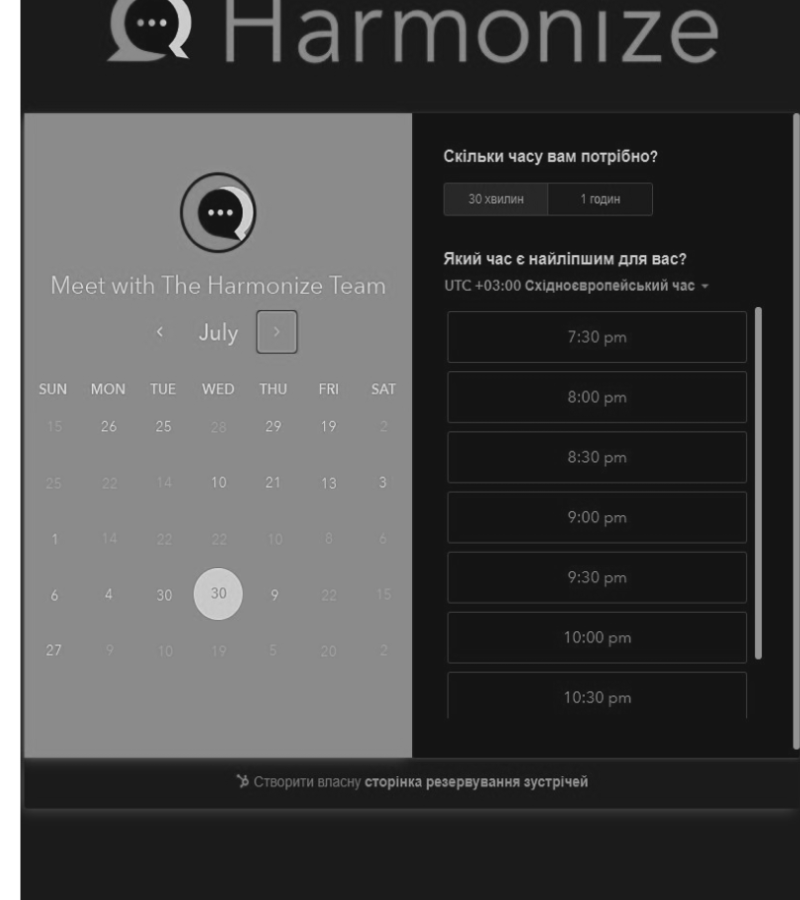 Harmonize
Meet with The Harmonize Team
July
SUN MON TUE WED THU FRI SAT
15 26 25 28 29 19 2
25 22 14 10 21 13 3
1 14 22 22 10 8 6
6 4 30 30 9 22 15
27 9 10 19 5 20 2
Скільки часу вам потрібно?
30 хвилин 1 годин
Який час є найліпшим для вас?
UTC +03:00 Східноєвропейський час
7:30 pm
8:00 pm
8:30 pm
9:00 pm
9:30 pm
10:00 pm
10:30 pm
Створити власну сторінка резервування зустрічей